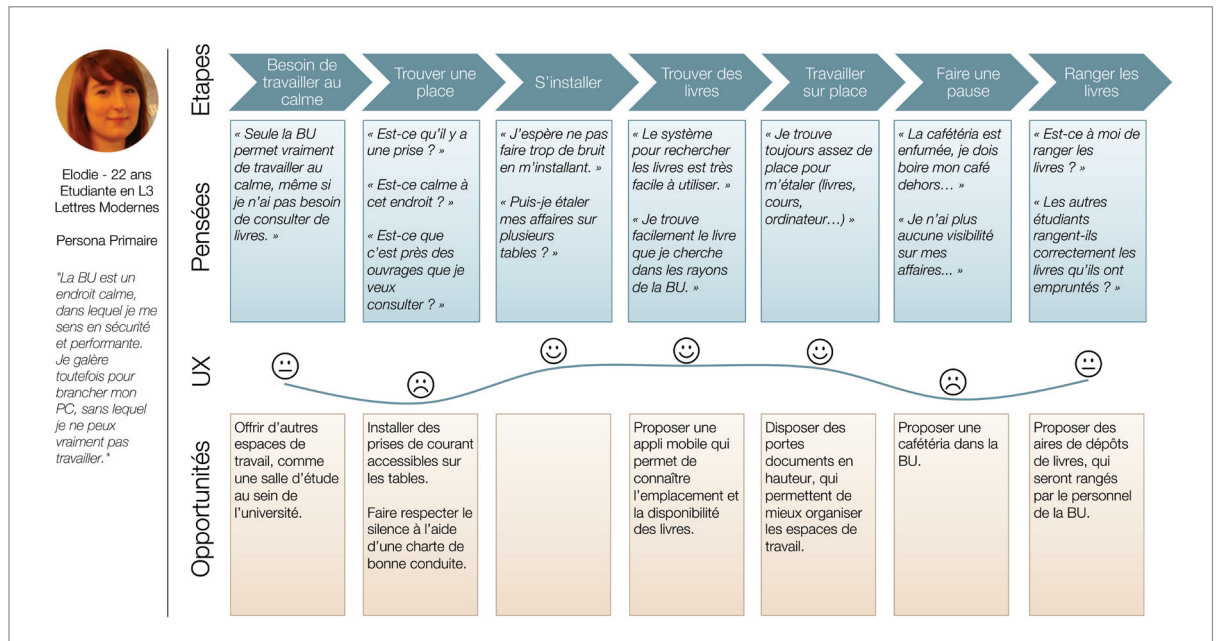 Elodie - 22 ans
Etudiante en L3
Lettres Modernes
Persona Primaire
"La BU est un
endroit calme,
dans lequel je me
sens en sécurité
et performante.
Je galère
toutefois pour
brancher mon
PC, sans lequel
je ne peux
vraiment pas
travailler."
Etapes
Besoin de
travailler au
calme
Trouver une
place
S'installer
Trouver des
livres
Travailler
sur place
Faire une
pause
Ranger les
livres
Pensées
« Seule la BU
permet vraiment
de travailler au
calme, même si
je n'ai pas besoin
de consulter de
livres. »
« Est-ce qu'il y a
une prise ? »
« Est-ce calme à
cet endroit ? »
« Est-ce que
c'est près des
ouvrages que je
veux
consulter ? »
« J'espère ne pas
faire trop de bruit
en m'installant. »
« Puis-je étaler
mes affaires sur
plusieurs
tables ? »
« Le système
pour rechercher
les livres est très
facile à utiliser. »
« Je trouve
facilement le livre
que je cherche
dans les rayons
de la BU. »
« Je trouve
toujours assez de
place pour
m'étaler (livres,
cours,
ordinateur…) »
« La cafétéria est
enfumée, je dois
boire mon café
dehors… »
« Je n'ai plus
aucune visibilité
sur mes
affaires... »
« Est-ce à moi de
ranger les
livres ? »
« Les autres
étudiants
rangent-ils
correctement les
livres qu'ils ont
empruntés ? »
UX
Opportunités
Offrir d'autres
espaces de
travail, comme
une salle d'étude
au sein de
l'université.
Installer des
prises de courant
accessibles sur
les tables.
Faire respecter le
silence à l'aide
d'une charte de
bonne conduite.
Proposer une
appli mobile qui
permet de
connaître
l'emplacement et
la disponibilité
des livres.
Disposer des
portes
documents en
hauteur, qui
permettent de
mieux organiser
les espaces de
travail.
Proposer une
cafétéria dans la
BU.
Proposer des
aires de dépôts
de livres, qui
seront rangés
par le personnel
de la BU.